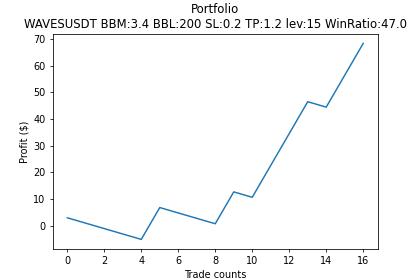 Portfolio
WAVESUSDT BBM:3.4 BBL:200 SL:0.2 TP:1.2 lev:15 WinRatio:47.0
70
60
50
40
30
20
10
0
Profit ($)
0 2 4 6 8 10 12 14 16
Trade counts